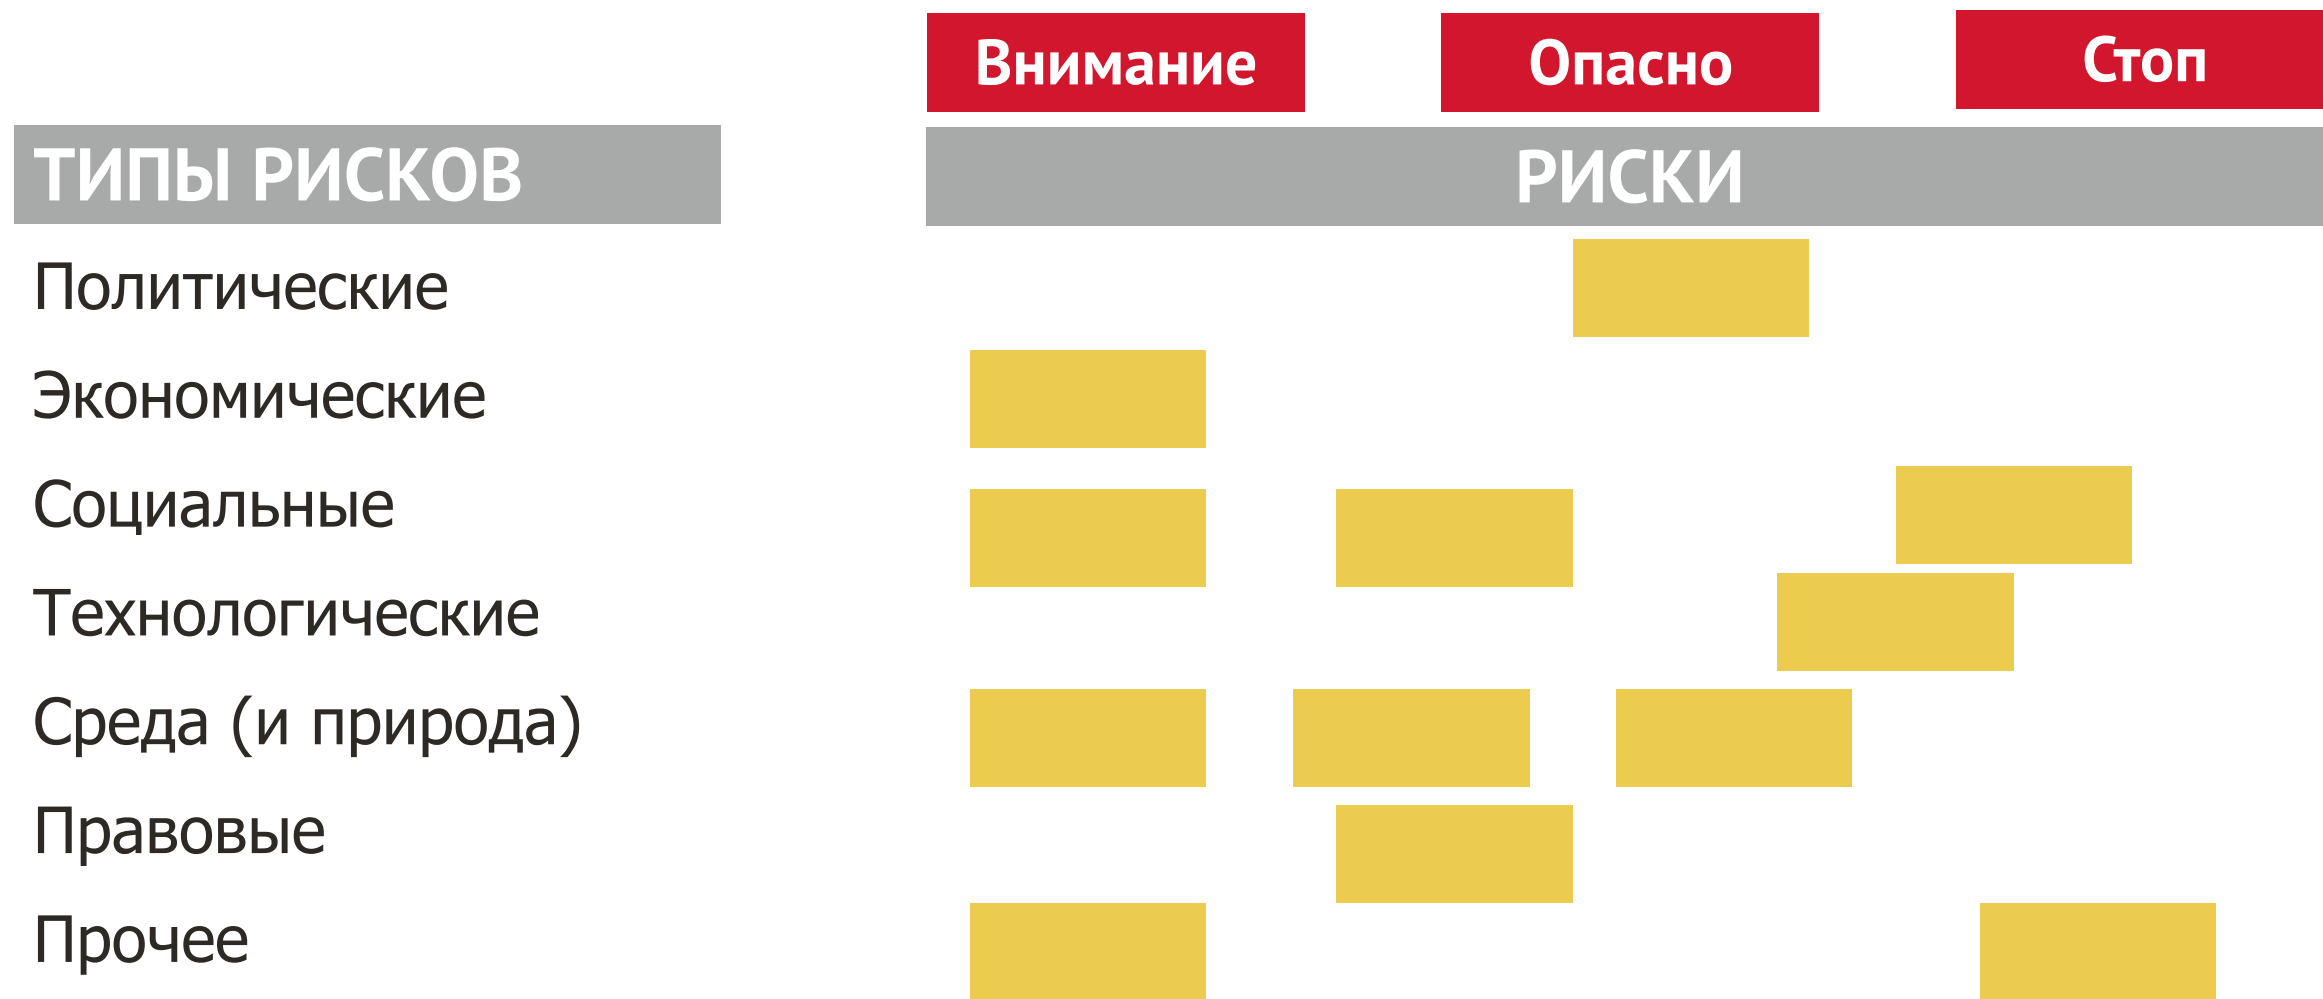 Внимание Опасно Стоп
ТИПЫ РИСКОВ РИСКИ
Политические
Экономические
Социальные
Технологические
Среда (и природа)
Правовые
Прочее